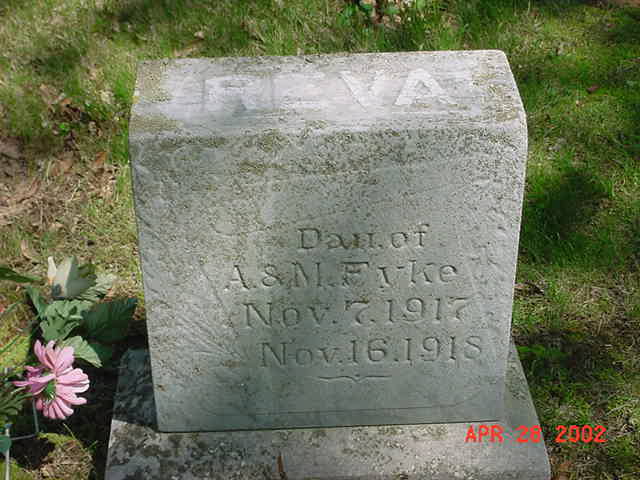 REVA
Dau. of
A. & M. Fyke
Nov. 7. 1917
Nov. 16. 1918
APR 28 2002